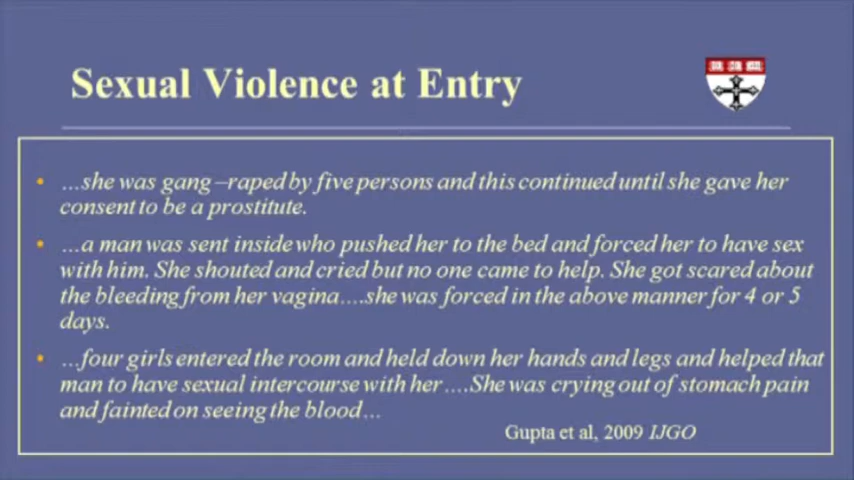 Sexual Violence at Entry
• …she was gang–raped by five persons and this continued until she gave her
consent to be a prostitute.
• …a man was sent inside who pushed her to the bed and forced her to have sex
with him. She shouted and cried but no one came to help. She got scared about
the bleeding from her vagina….she was forced in the above manner for 4 or 5
days.
• …four girls entered the room and held down her hands and legs and helped that
man to have sexual intercourse with her….She was crying out of stomach pain
and fainted on seeing the blood…
Gupta et al, 2009 IJGO